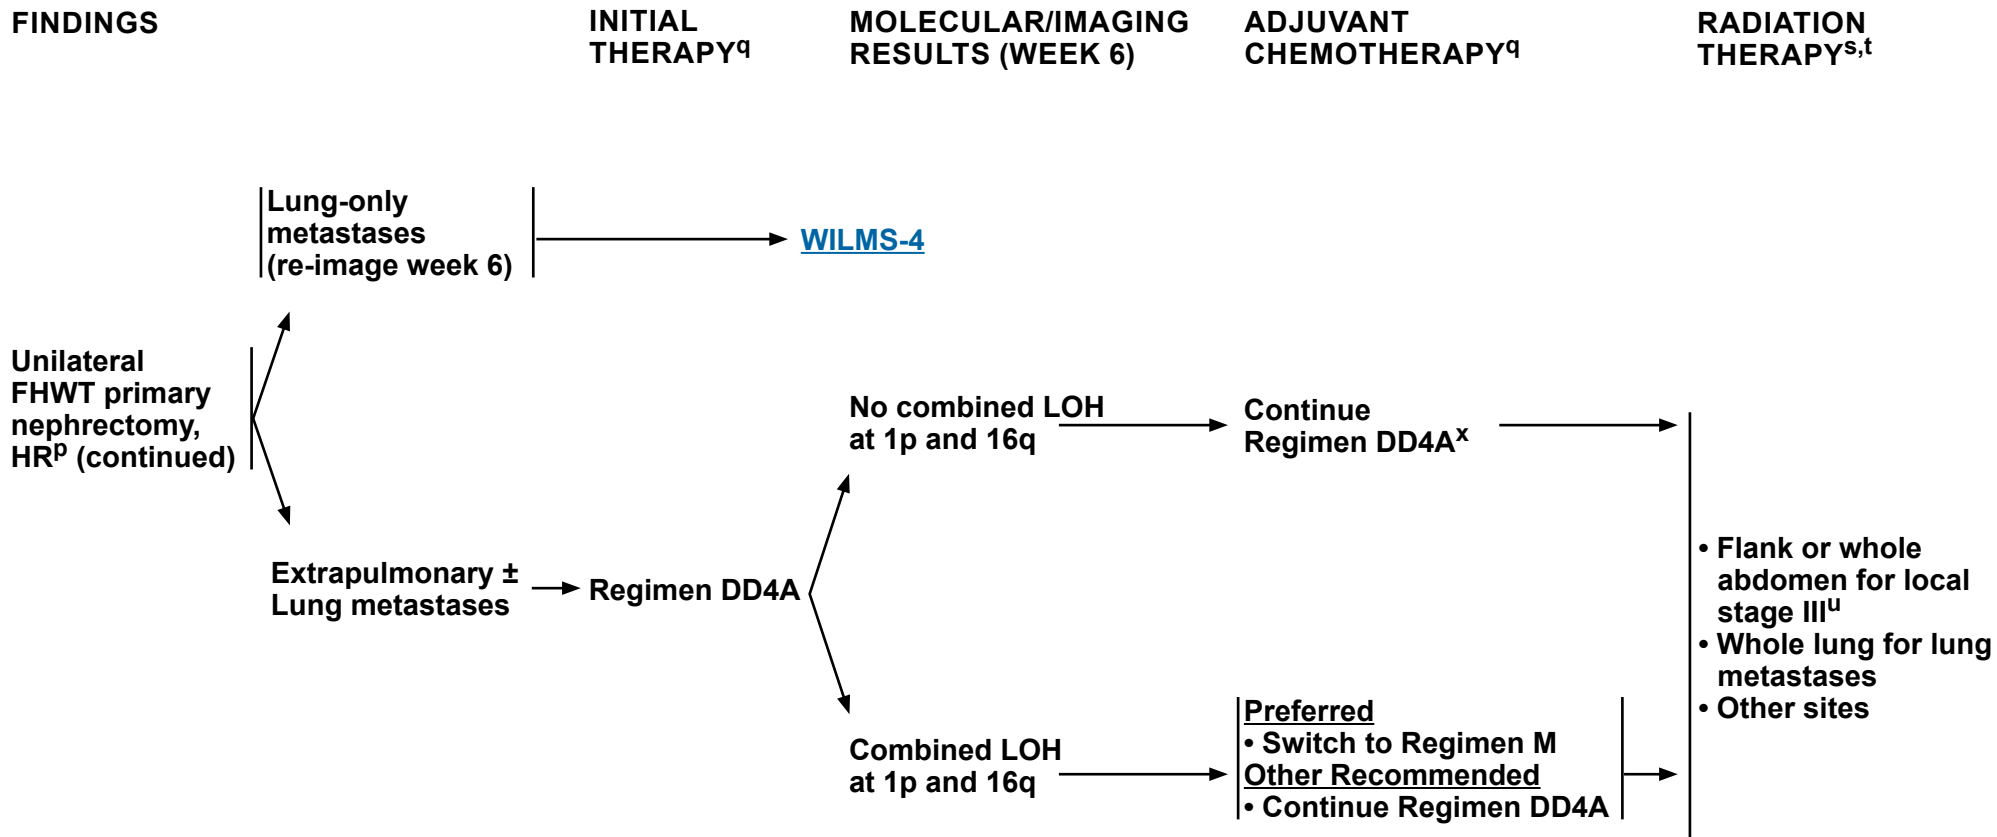 FINDINGS
INITIAL
THERAPYq
MOLECULAR/IMAGING
RESULTS (WEEK 6)
ADJUVANT
CHEMOTHERAPYq
RADIATION
THERAPYs,t
Lung-only
metastases
(re-image week 6)
WILMS-4
Unilateral
FHWT primary
nephrectomy,
HRp (continued)
Extrapulmonary ±
Lung metastases
Regimen DD4A
No combined LOH
at 1p and 16q
Continue
Regimen DD4Ax
Combined LOH
at 1p and 16q
Preferred
• Switch to Regimen M
Other Recommended
• Continue Regimen DD4A
• Flank or whole
abdomen for local
stage IIIu
• Whole lung for lung
metastases
• Other sites